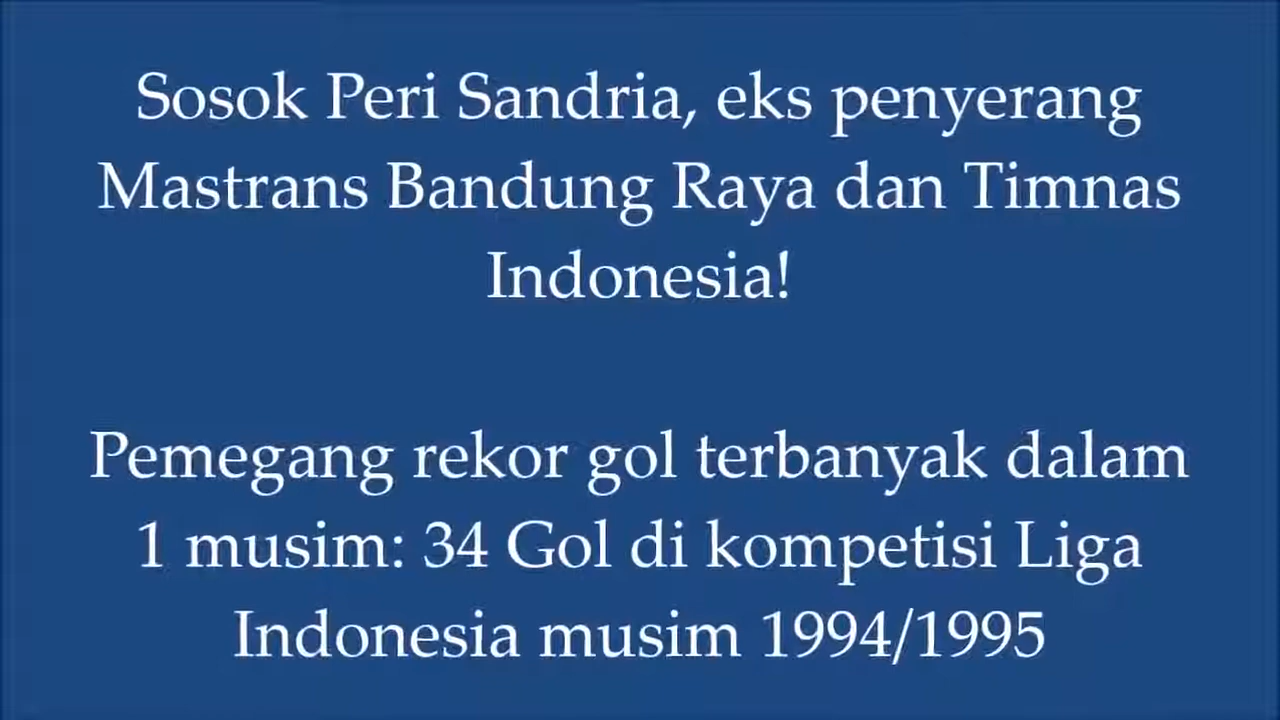 Sosok Peri Sandria, eks penyerang
Mastrans Bandung Raya dan Timnas
Indonesia!
Pemegang rekor gol terbanyak dalam
1 musim: 34 Gol di kompetisi Liga
Indonesia musim 1994/1995